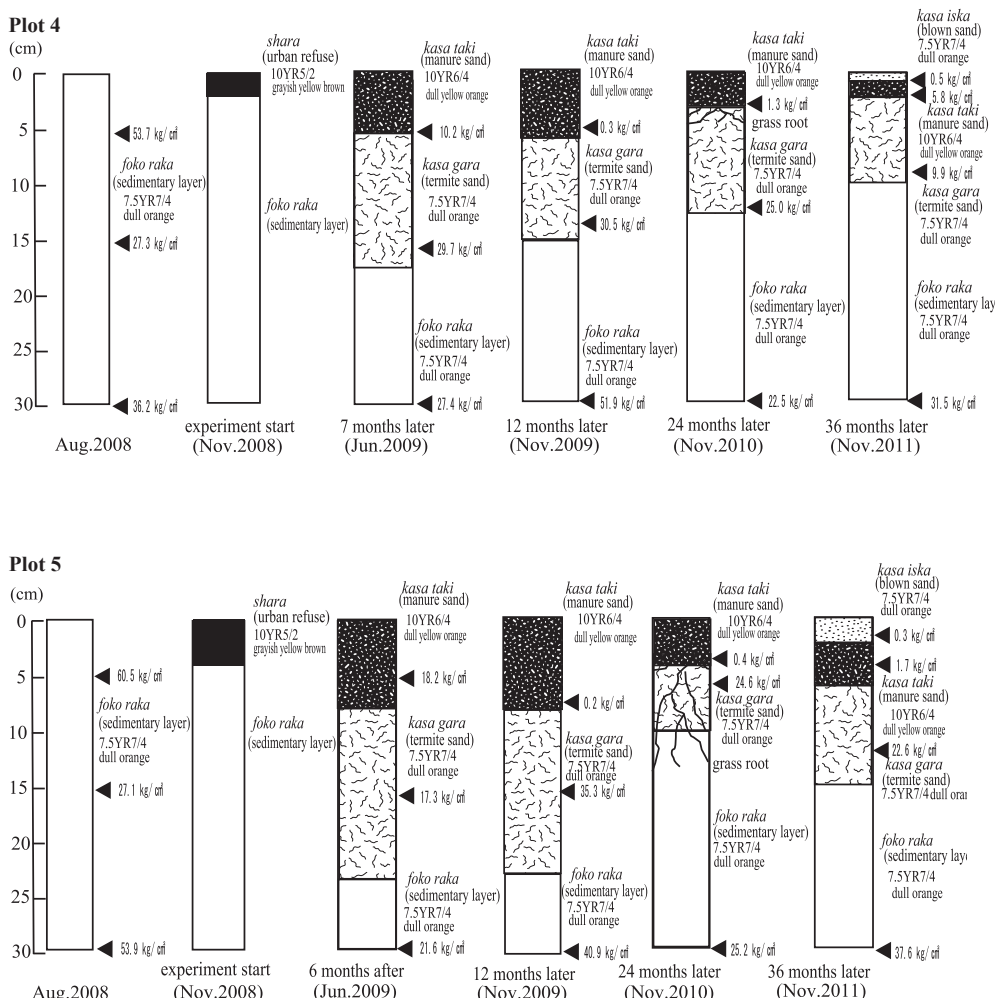 Plot 4
(cm)
0
5
10
15
20
25
30
53.7 kg/cm²
foko raka
(sedimentary layer)
7.5YR7/4
dull orange
27.3 kg/cm²
36.2 kg/cm²
Aug.2008
shara
(urban refuse)
10YR5/2
grayish yellow brown
foko raka
(sedimentary layer)
experiment start
(Nov.2008)
kasa taki
(manure sand)
10YR6/4
dull yellow orange
10.2 kg/cm²
kasa gara
(termite sand)
7.5YR7/4
dull orange
29.7 kg/cm²
foko raka
(sedimentary layer)
7.5YR7/4
dull orange
27.4 kg/cm²
7 months later
(Jun.2009)
kasa taki
(manure sand)
10YR6/4
dull yellow orange
0.3 kg/cm²
kasa gara
(termite sand)
7.5YR7/4
dull orange
30.5 kg/cm²
foko raka
(sedimentary layer)
7.5YR7/4
dull orange
51.9 kg/cm²
12 months later
(Nov.2009)
kasa taki
(manure sand)
10YR6/4
dull yellow orange
1.3 kg/cm²
grass root
kasa gara
(termite sand)
7.5YR7/4
dull orange
25.0 kg/cm²
foko raka
(sedimentary layer)
7.5YR7/4
dull orange
22.5 kg/cm²
24 months later
(Nov.2010)
kasa iska
(blown sand)
7.5YR7/4
dull orange
0.5 kg/cm²
5.8 kg/cm²
kasa taki
(manure sand)
10YR6/4
dull yellow orange
9.9 kg/cm²
kasa gara
(termite sand)
7.5YR7/4
dull orange
foko raka
(sedimentary lay
7.5YR7/4
dull orange
31.5 kg/cm²
36 months later
(Nov.2011)
Plot 5
(cm)
0
5
10
15
20
25
30
60.5 kg/cm²
foko raka
(sedimentary layer)
7.5YR7/4
dull orange
27.1 kg/cm²
53.9 kg/cm²
Aug.2008
shara
(urban refuse)
10YR5/2
grayish yellow brown
foko raka
(sedimentary layer)
experiment start
(Nov.2008)
kasa taki
(manure sand)
10YR6/4
dull yellow orange
18.2 kg/cm²
kasa gara
(termite sand)
7.5YR7/4
dull orange
17.3 kg/cm²
foko raka
(sedimentary layer)
7.5YR7/4
dull orange
21.6 kg/cm²
6 months after
(Jun.2009)
kasa taki
(manure sand)
10YR6/4
dull yellow orange
0.2 kg/cm²
kasa gara
(termite sand)
7.5YR7/4
dull orange
35.3 kg/cm²
foko raka
(sedimentary layer)
7.5YR7/4
dull orange
40.9 kg/cm²
12 months later
(Nov.2009)
kasa taki
(manure sand)
10YR6/4
dull yellow orange
0.4 kg/cm²
24.6 kg/cm²
kasa gara
(termite sand)
7.5YR7/4
dull orange
grass root
foko raka
(sedimentary layer)
7.5YR7/4
dull orange
25.2 kg/cm²
24 months later
(Nov.2010)
kasa iska
(blown sand)
7.5YR7/4
dull orange
0.3 kg/cm²
1.7 kg/cm²
kasa taki
(manure sand)
10YR6/4
dull yellow orange
22.6 kg/cm²
kasa gara
(termite sand)
7.5YR7/4 dull oran
foko raka
(sedimentary laye
7.5YR7/4
dull orange
37.6 kg/cm²
36 months later
(Nov.2011)